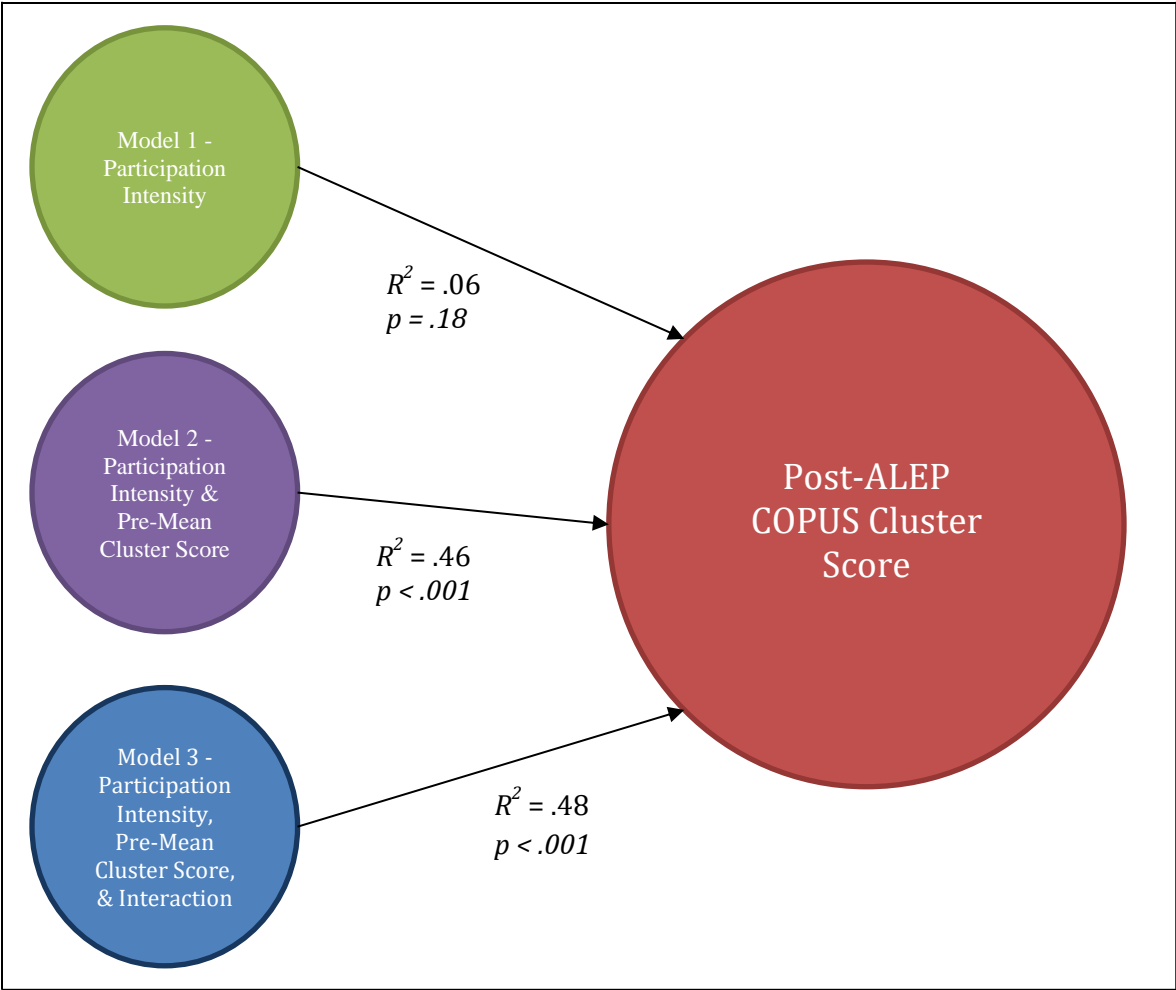 Model 1 -
Participation
Intensity
R² = .06
p = .18
Model 2 -
Participation
Intensity &
Pre-Mean
Cluster Score
R² = .46
p < .001
Model 3 -
Participation
Intensity,
Pre-Mean
Cluster Score,
& Interaction
R² = .48
p < .001
Post-ALEP
COPUS Cluster
Score